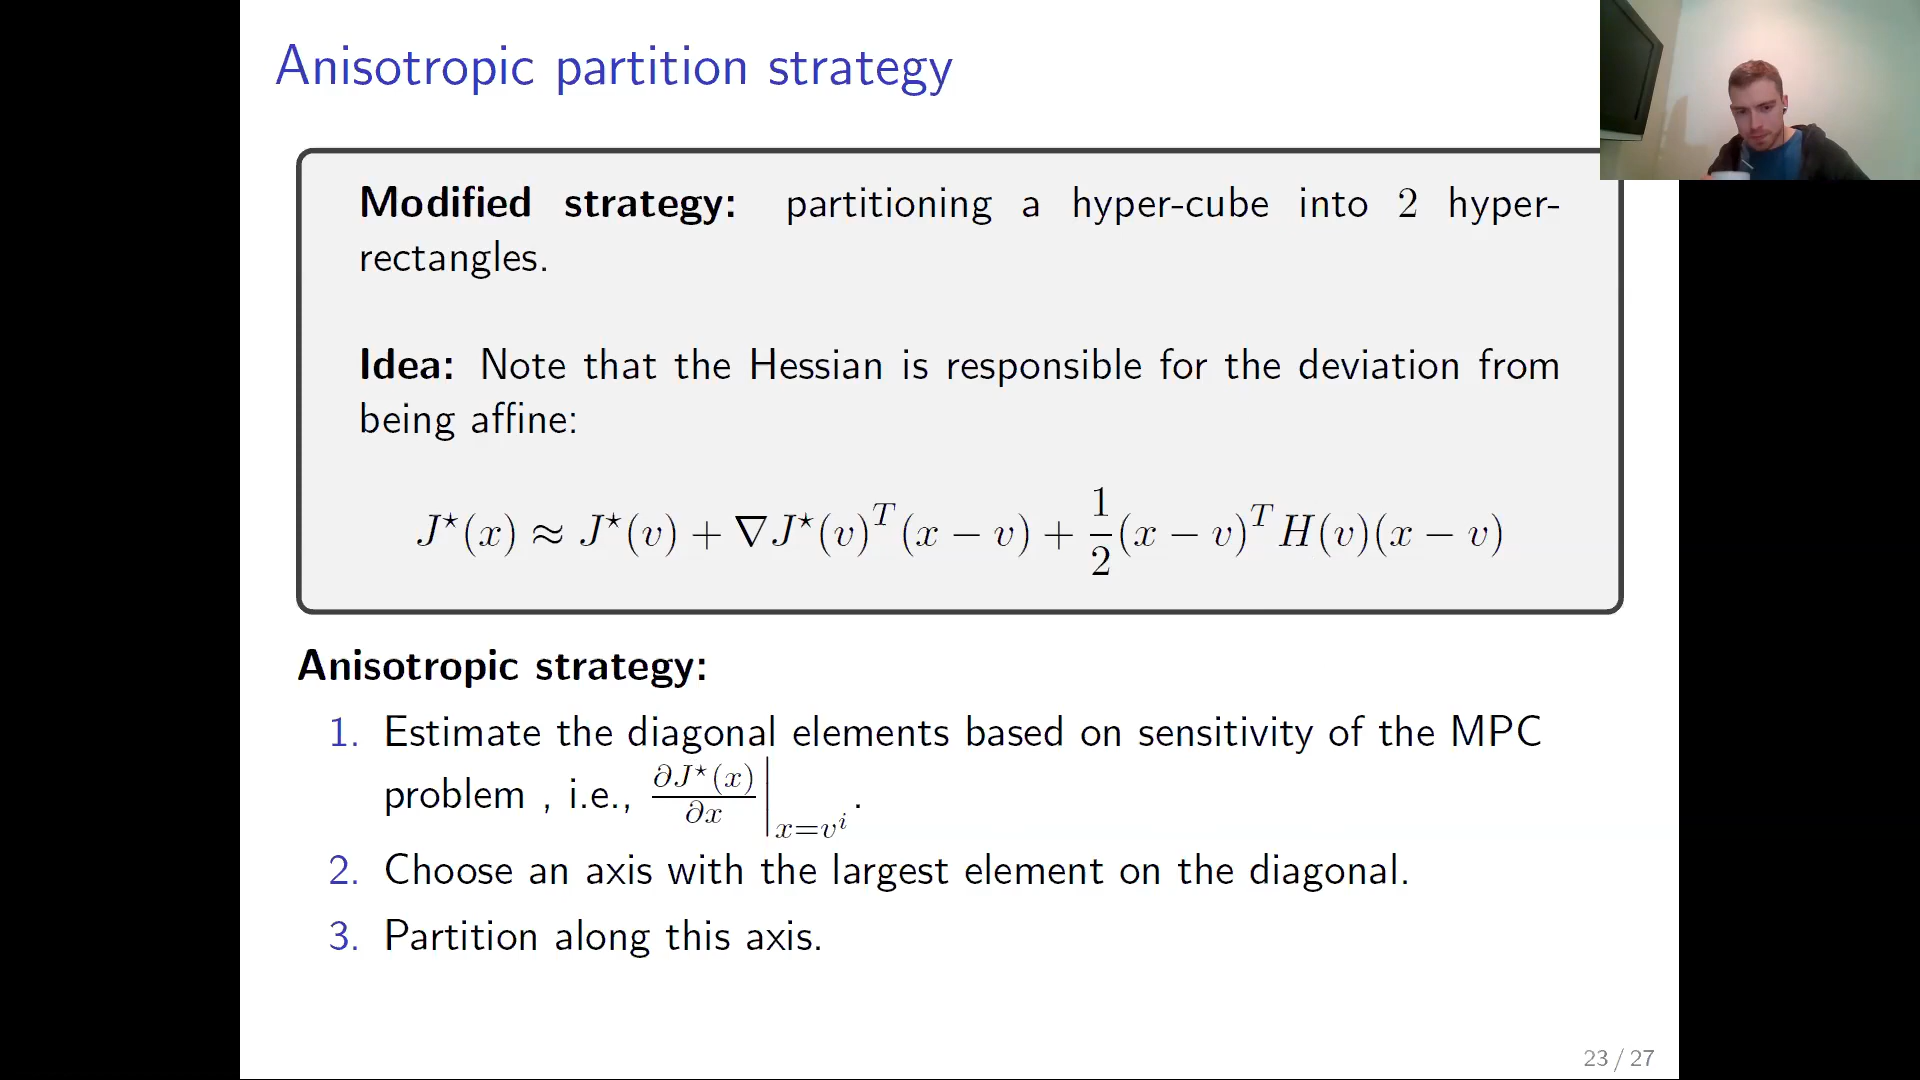 Anisotropic partition strategy
Modified strategy: partitioning a hyper-cube into 2 hyper-
rectangles.
Idea: Note that the Hessian is responsible for the deviation from
being affine:
J⋆(x) ≈ J⋆(v) + ∇J⋆(v)ᵀ(x − v) + 1/2(x − v)ᵀH(v)(x − v)
Anisotropic strategy:
1. Estimate the diagonal elements based on sensitivity of the MPC
problem , i.e., ∂J⋆(x)/∂x |x=vⁱ.
2. Choose an axis with the largest element on the diagonal.
3. Partition along this axis.
23 / 27